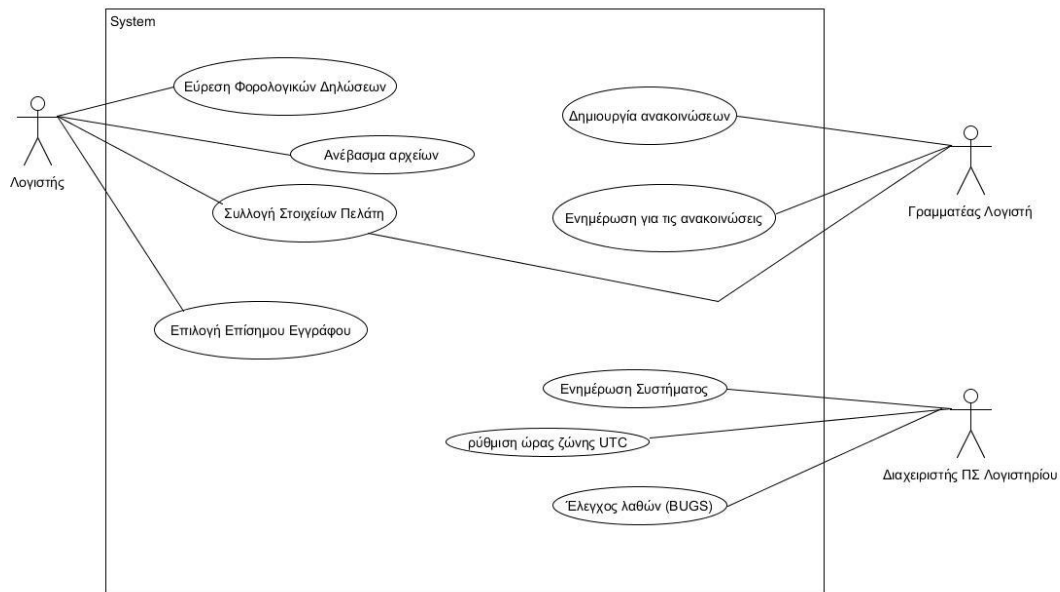 System
Εύρεση Φορολογικών Δηλώσεων
Δημιουργία ανακοινώσεων
Ανέβασμα αρχείων
Λογιστής
Συλλογή Στοιχείων Πελάτη
Ενημέρωση για τις ανακοινώσεις
Γραμματέας Λογιστή
Επιλογή Επίσημου Εγγράφου
Ενημέρωση Συστήματος
ρύθμιση ώρας ζώνης UTC
Διαχειριστής ΠΣ Λογιστηρίου
Έλεγχος λαθών (BUGS)